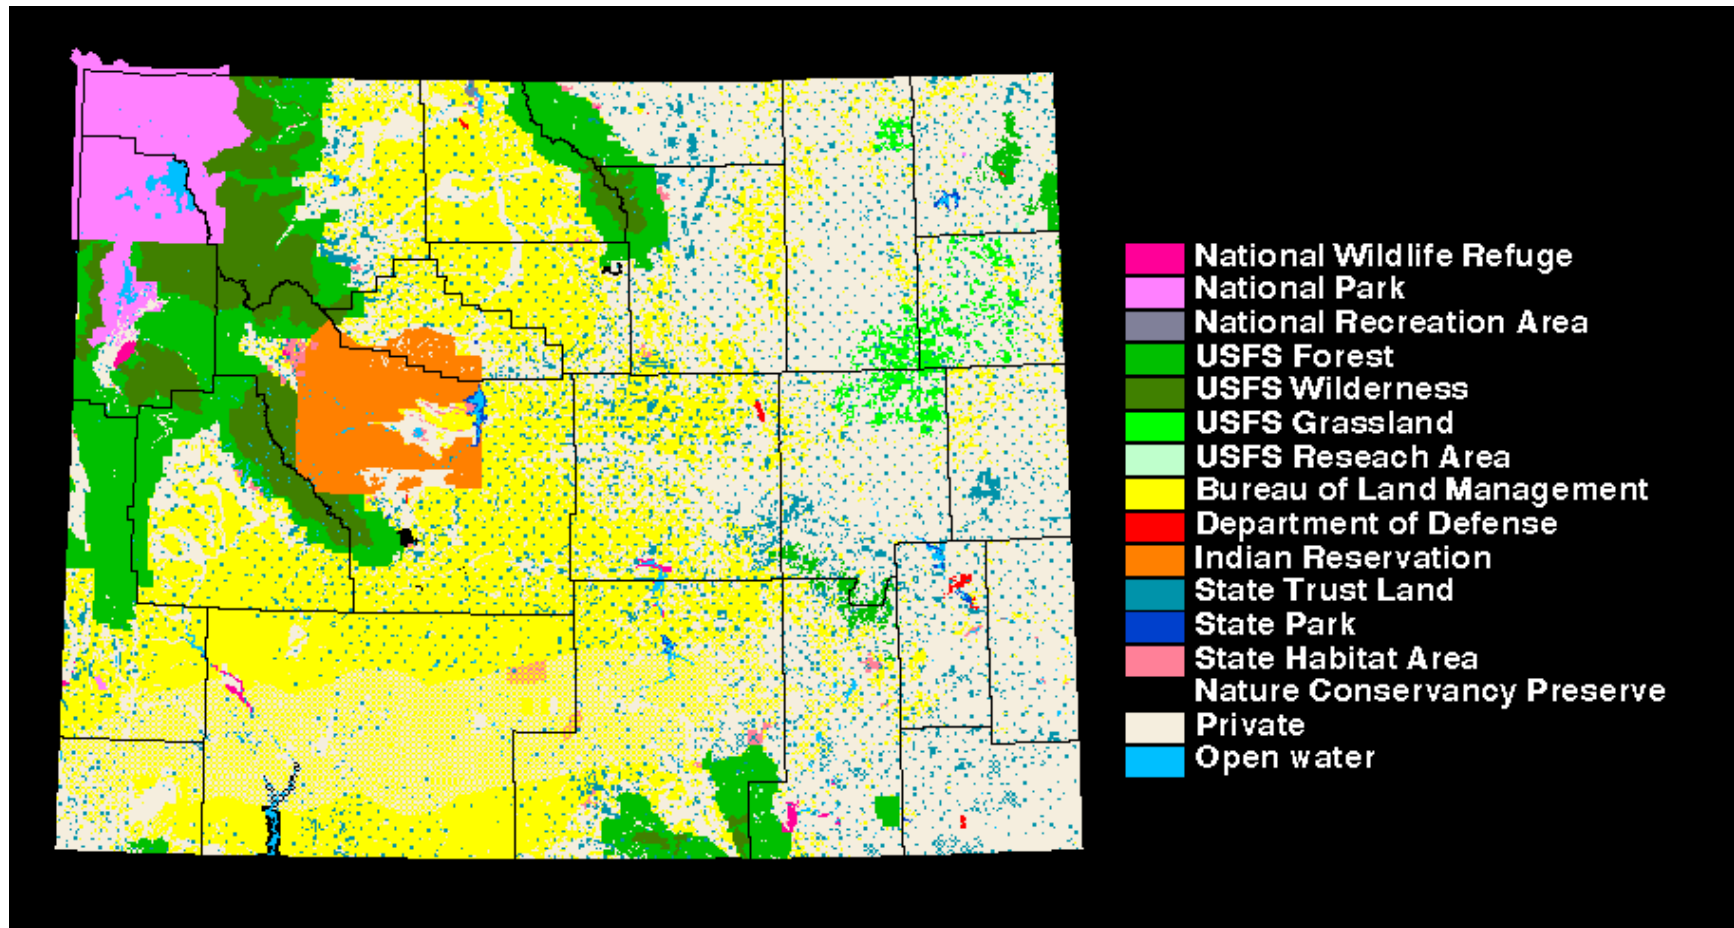 National Wildlife Refuge
National Park
National Recreation Area
USFS Forest
USFS Wilderness
USFS Grassland
USFS Reseach Area
Bureau of Land Management
Department of Defense
Indian Reservation
State Trust Land
State Park
State Habitat Area
Nature Conservancy Preserve
Private
Open water